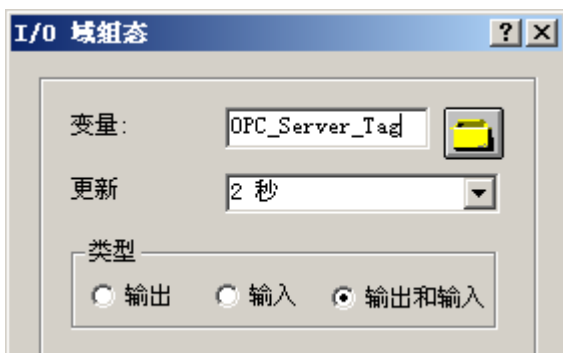 I/O 域组态
变量: OPC_Server_Tag
更新 2 秒
类型
输出 输入 输出和输入